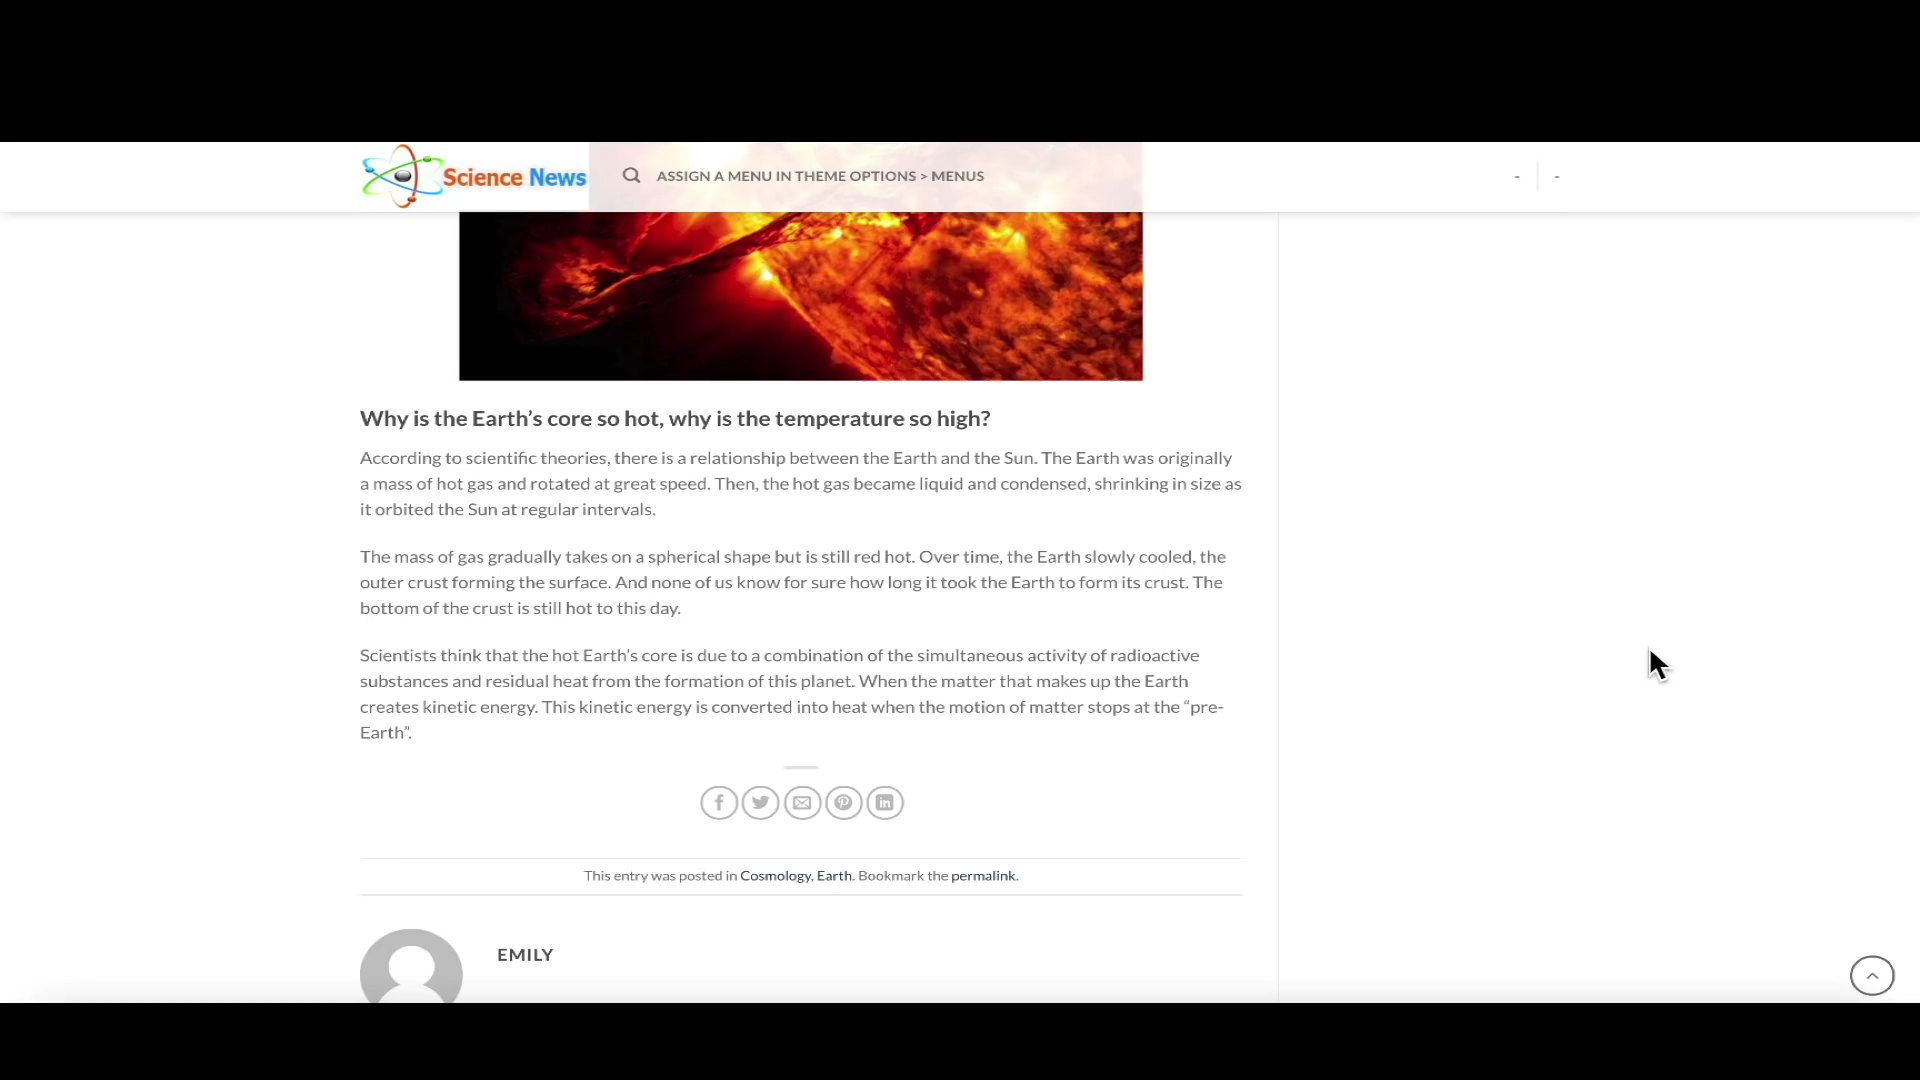 Science News
ASSIGN A MENU IN THEME OPTIONS > MENUS
-
-
Why is the Earth’s core so hot, why is the temperature so high?
According to scientific theories, there is a relationship between the Earth and the Sun. The Earth was originally
a mass of hot gas and rotated at great speed. Then, the hot gas became liquid and condensed, shrinking in size as
it orbited the Sun at regular intervals.
The mass of gas gradually takes on a spherical shape but is still red hot. Over time, the Earth slowly cooled, the
outer crust forming the surface. And none of us know for sure how long it took the Earth to form its crust. The
bottom of the crust is still hot to this day.
Scientists think that the hot Earth’s core is due to a combination of the simultaneous activity of radioactive
substances and residual heat from the formation of this planet. When the matter that makes up the Earth
creates kinetic energy. This kinetic energy is converted into heat when the motion of matter stops at the “pre-
Earth”.
This entry was posted in Cosmology, Earth. Bookmark the permalink.
EMILY